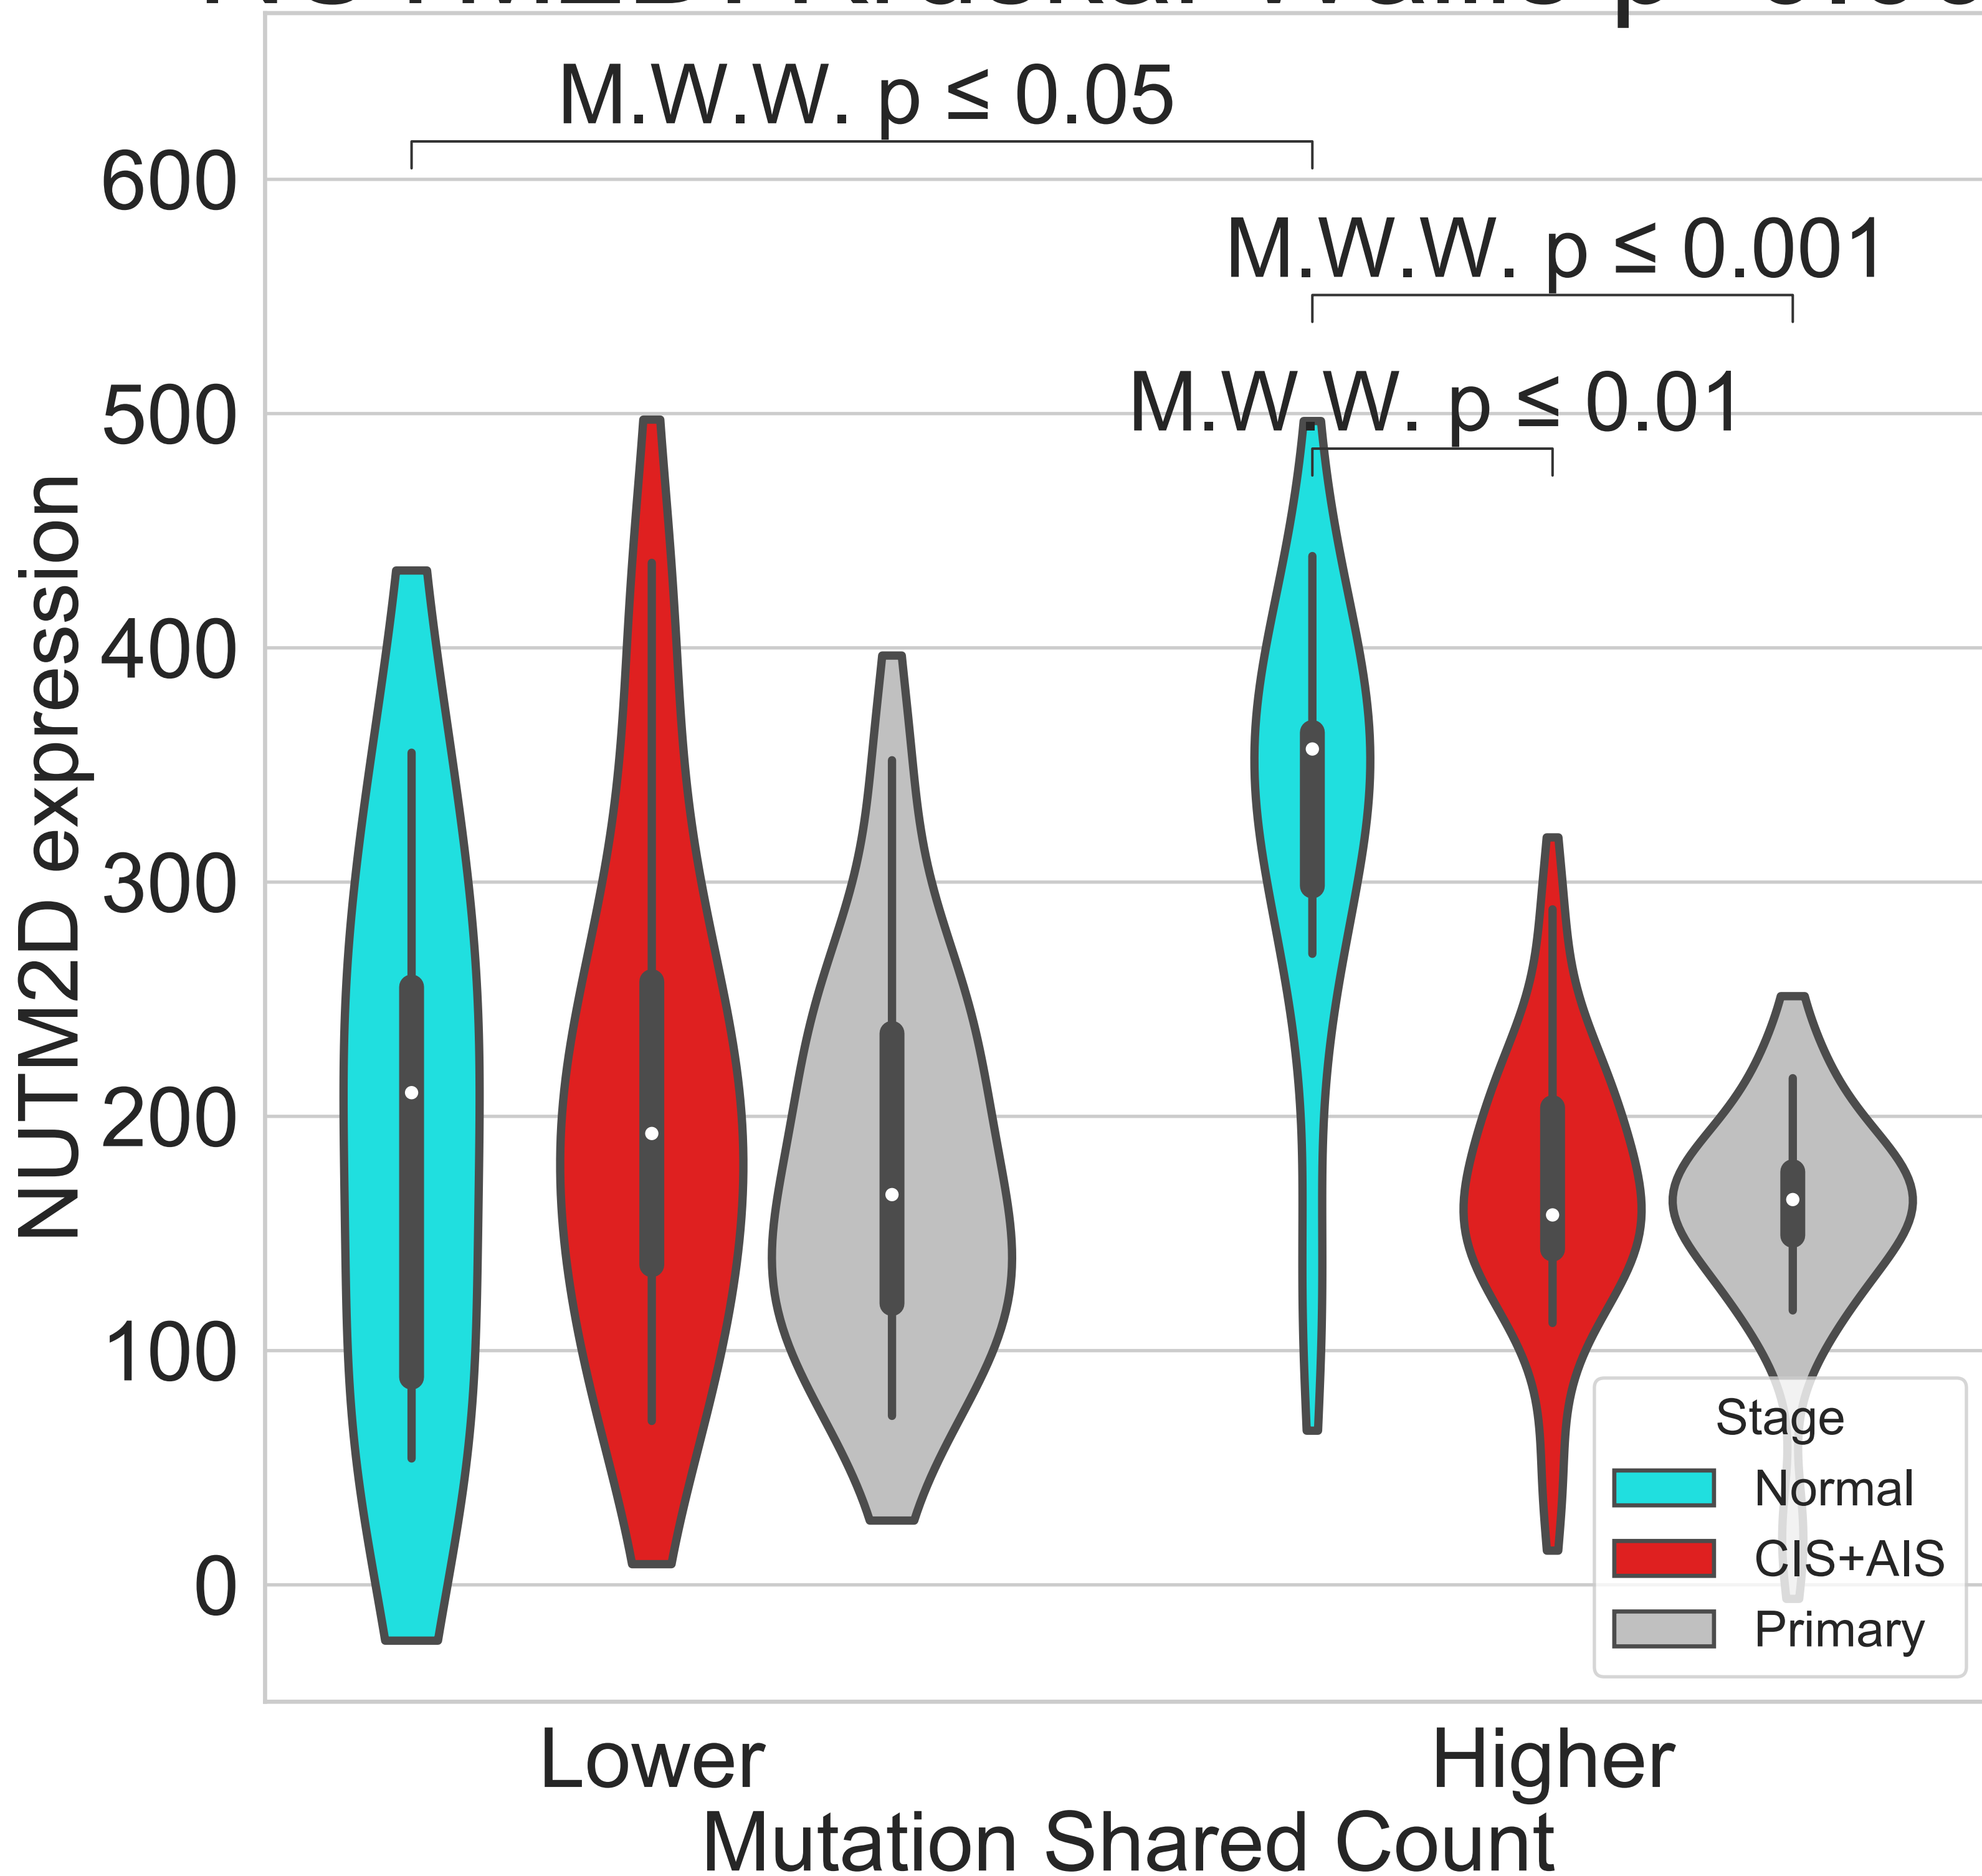 M.W.W. p ≤ 0.05
600
M.W.W. p ≤ 0.001
500
M.W.W. p ≤ 0.01
400
300
200
100
0
NUTM2D expression
Stage
Normal
CIS+AIS
Primary
Lower
Higher
Mutation Shared Count